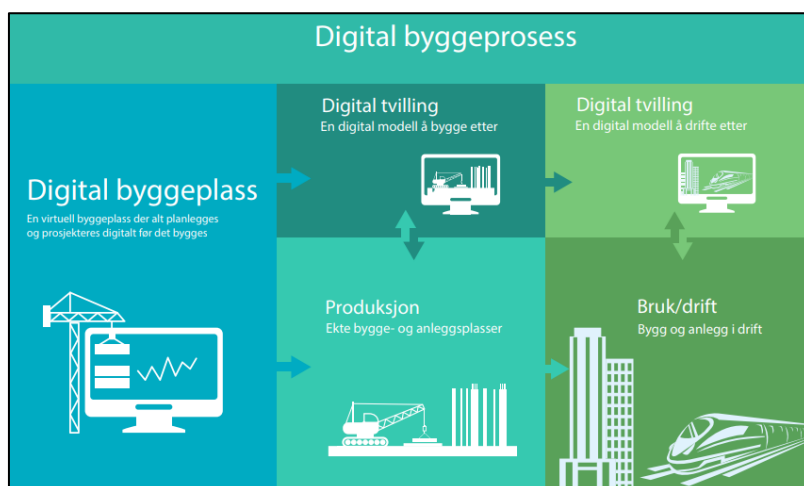 Digital byggeprosess
Digital byggeplass
En virtuell byggeplass der alt planlegges
og prosjekteres digitalt før det bygges
Digital tvilling
En digital modell å bygge etter
Digital tvilling
En digital modell å drifte etter
Produksjon
Ekte bygge- og anleggsplasser
Bruk/drift
Bygg og anlegg i drift